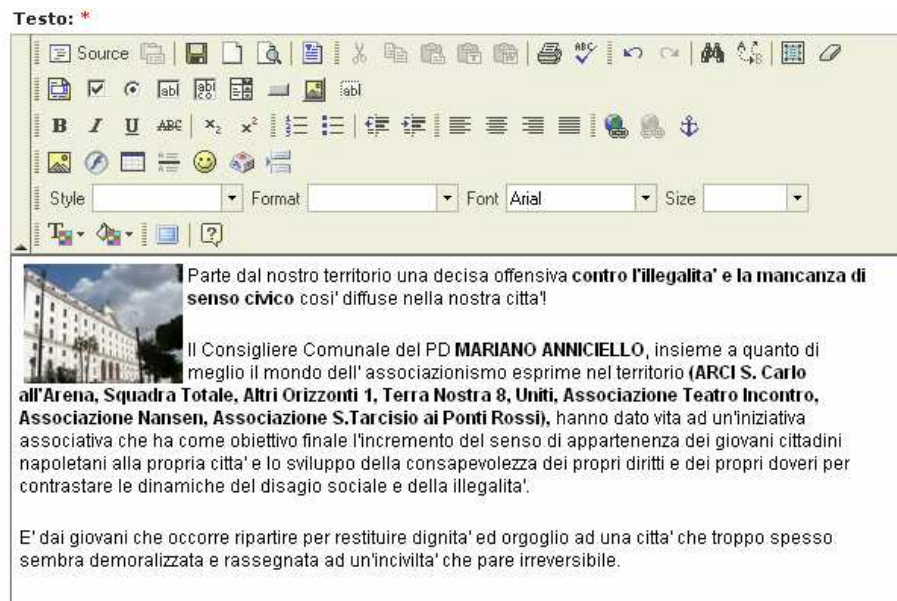 Testo: *
Source
ABC
B I U ABC x₂ x²
Style Format Font Arial Size
Parte dal nostro territorio una decisa offensiva contro l'illegalita' e la mancanza di
senso civico cosi' diffuse nella nostra citta'!
Il Consigliere Comunale del PD MARIANO ANNICIELLO, insieme a quanto di
meglio il mondo dell' associazionismo esprime nel territorio (ARCI S. Carlo
all'Arena, Squadra Totale, Altri Orizzonti 1, Terra Nostra 8, Uniti, Associazione Teatro Incontro,
Associazione Nansen, Associazione S.Tarcisio ai Ponti Rossi), hanno dato vita ad un'iniziativa
associativa che ha come obiettivo finale l'incremento del senso di appartenenza dei giovani cittadini
napoletani alla propria citta' e lo sviluppo della consapevolezza dei propri diritti e dei propri doveri per
contrastare le dinamiche del disagio sociale e della illegalita'.
E' dai giovani che occorre ripartire per restituire dignita' ed orgoglio ad una citta' che troppo spesso
sembra demoralizzata e rassegnata ad un'incivilta' che pare irreversibile.